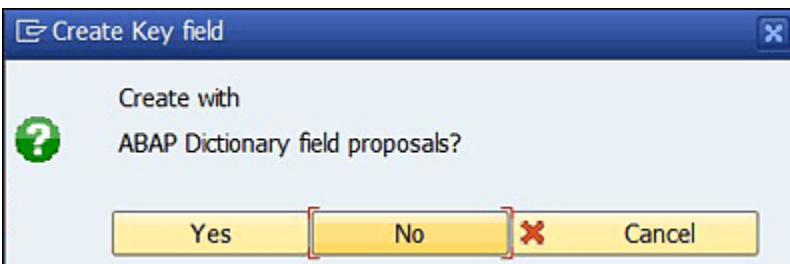 Create Key field
Create with
ABAP Dictionary field proposals?
Yes No Cancel